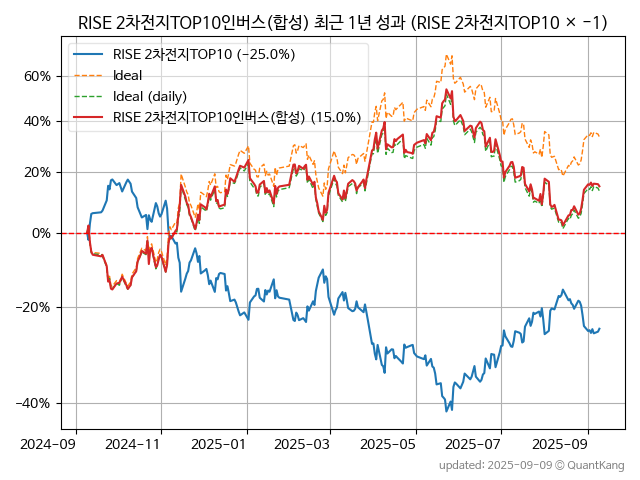 RISE 2차전지TOP10인버스(합성) 최근 1년 성과 (RISE 2차전지TOP10 × −1)
RISE 2차전지TOP10 (−25.0%)
Ideal
Ideal (daily)
RISE 2차전지TOP10인버스(합성) (15.0%)
60%
40%
20%
0%
−20%
−40%
2024-09 2024-11 2025-01 2025-03 2025-05 2025-07 2025-09
updated: 2025-09-09 © QuantKang